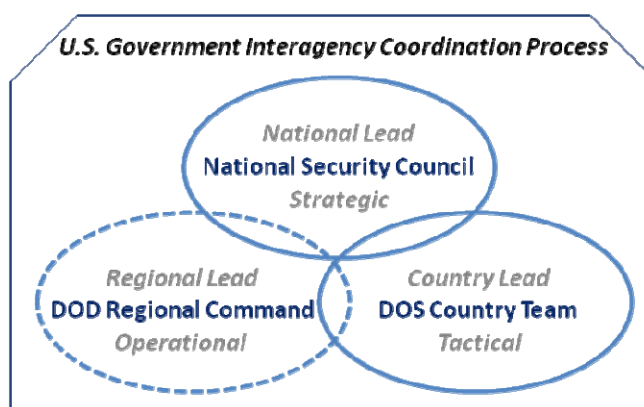 U.S. Government Interagency Coordination Process
National Lead
National Security Council
Strategic
Regional Lead
DOD Regional Command
Operational
Country Lead
DOS Country Team
Tactical